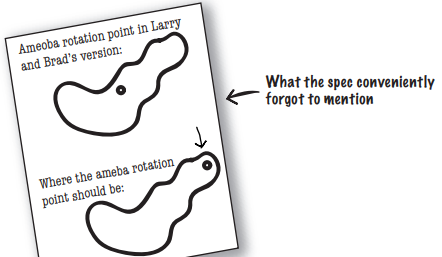 Ameoba rotation point in Larry
and Brad's version:
What the spec conveniently
forgot to mention
Where the ameba rotation
point should be: